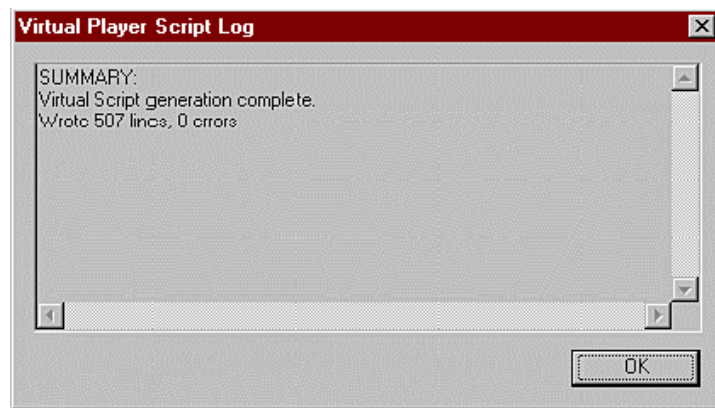 Virtual Player Script Log
SUMMARY:
Virtual Script generation complete.
Wrote 507 lines, 0 errors
OK